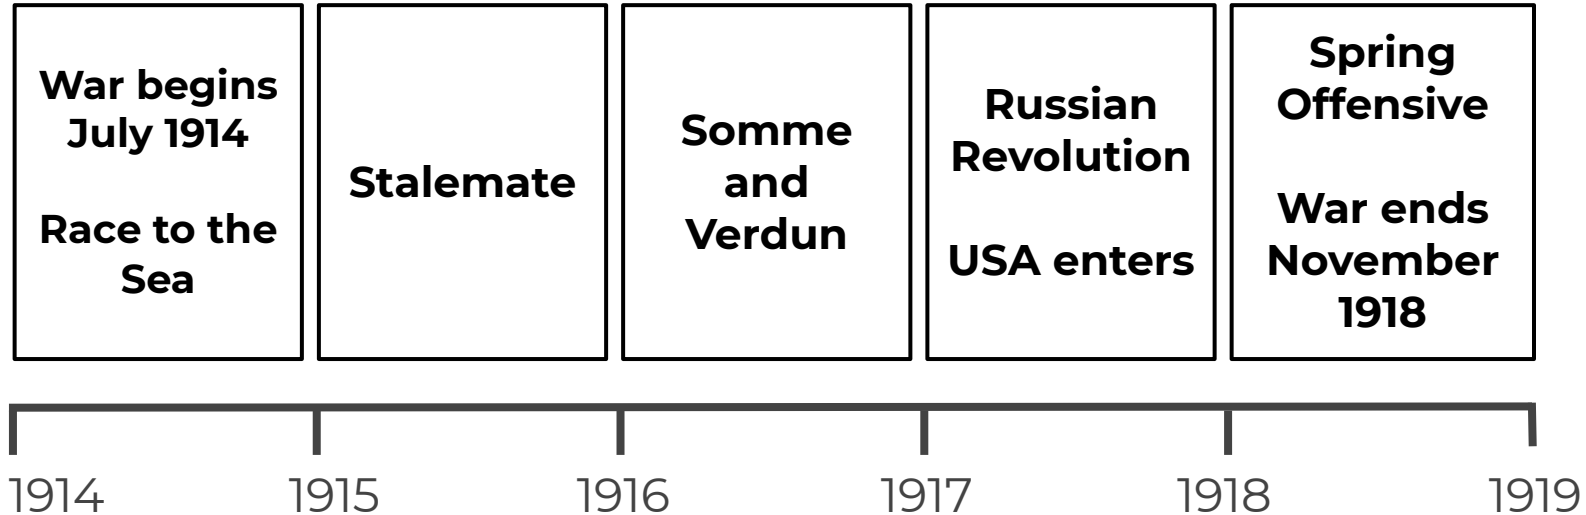 War begins
July 1914
Race to the
Sea
Stalemate
Somme
and
Verdun
Russian
Revolution
USA enters
Spring
Offensive
War ends
November
1918
1914
1915
1916
1917
1918
1919